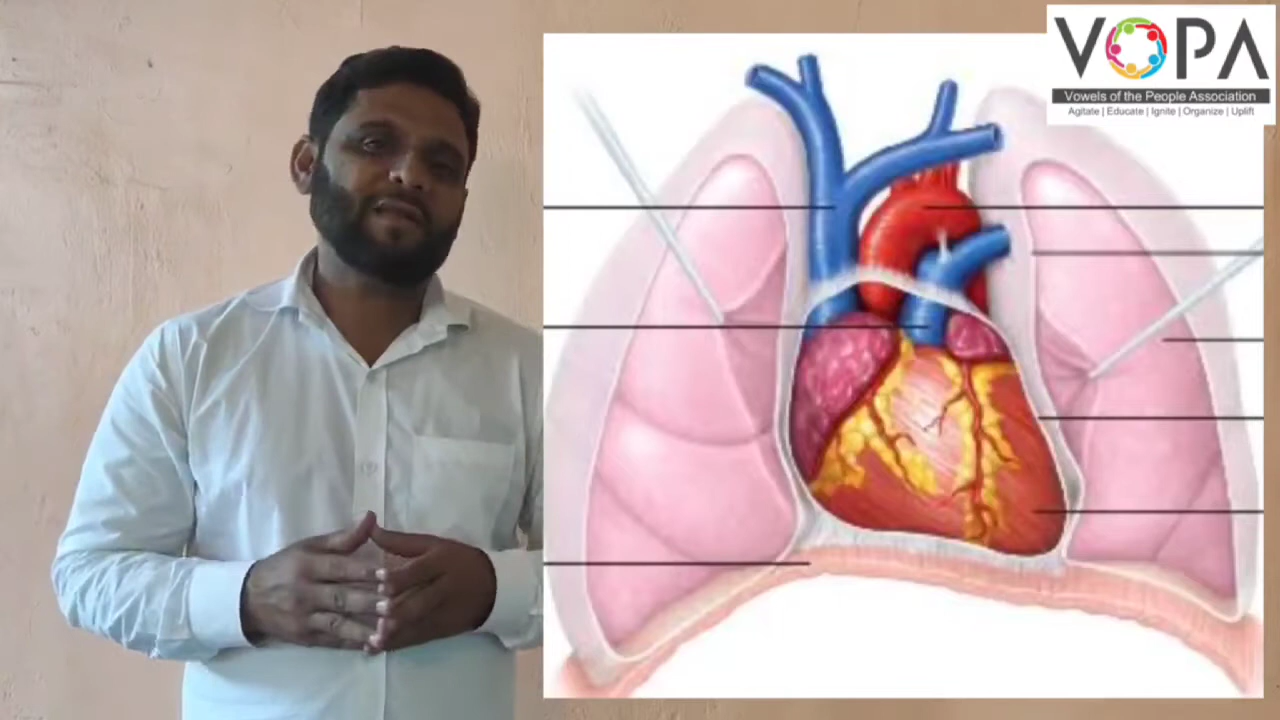 VOPA
Vowels of the People Association
Agitate | Educate | Ignite | Organize | Uplift